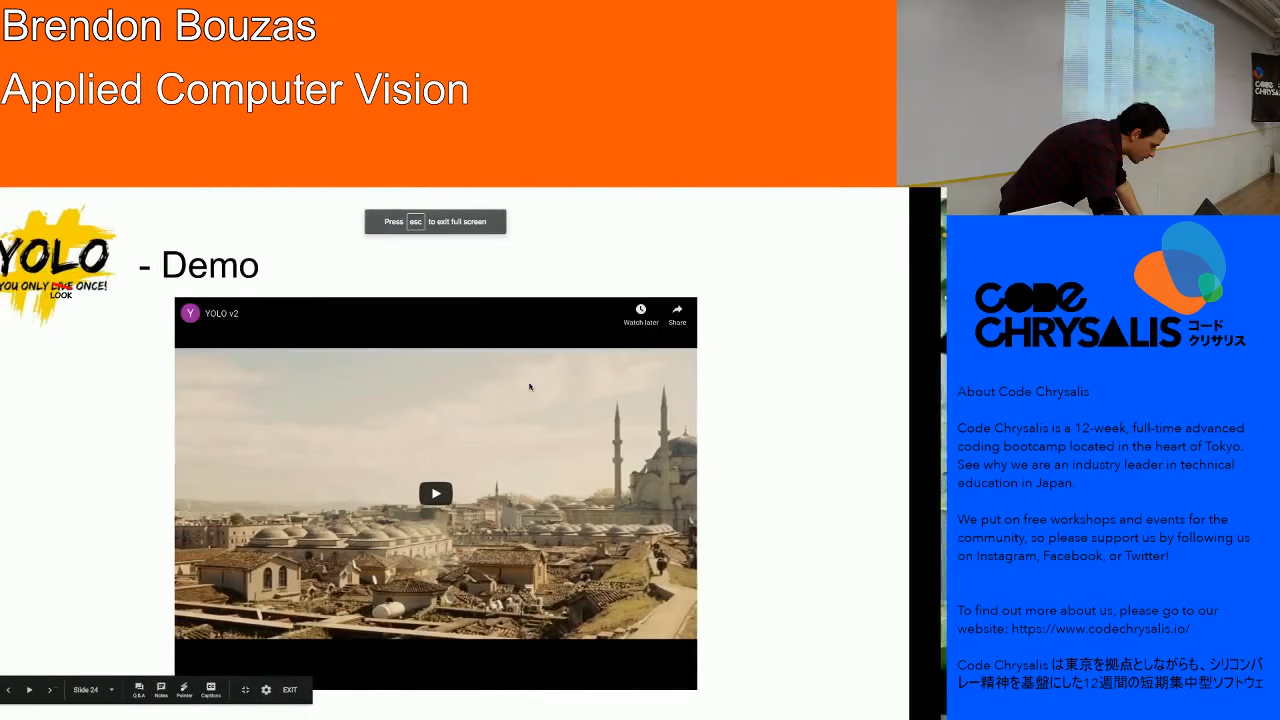 Brendon Bouzas
Applied Computer Vision
CODE
CHRYSA
Press esc to exit full screen
YOLO
YOU ONLY LIVE ONCE!
LOOK
- Demo
Y YOLO v2
Watch later
Share
Slide 24
Q&A
Notes
Pointer
Captions
EXIT
CODE
CHRYSALIS コード
クリサリス
About Code Chrysalis
Code Chrysalis is a 12-week, full-time advanced
coding bootcamp located in the heart of Tokyo.
See why we are an industry leader in technical
education in Japan.
We put on free workshops and events for the
community, so please support us by following us
on Instagram, Facebook, or Twitter!
To find out more about us, please go to our
website: https://www.codechrysalis.io/
Code Chrysalis は東京を拠点としながらも、シリコンバ
レー精神を基盤にした12週間の短期集中型ソフトウェ